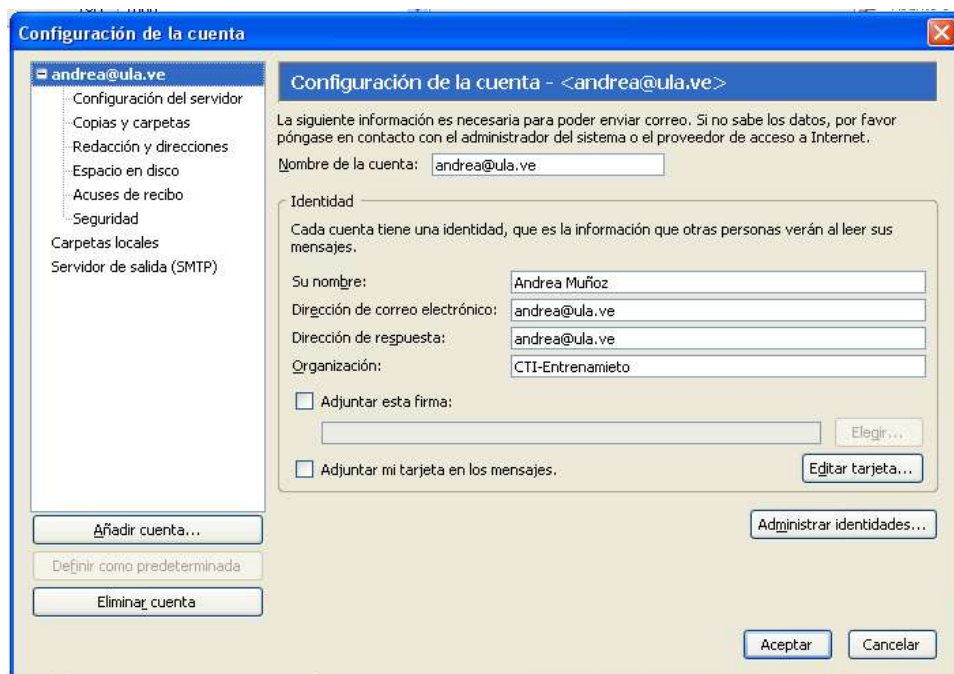 Configuración de la cuenta
andrea@ula.ve
Configuración del servidor
Copias y carpetas
Redacción y direcciones
Espacio en disco
Acuses de recibo
Seguridad
Carpetas locales
Servidor de salida (SMTP)
Añadir cuenta...
Definir como predeterminada
Eliminar cuenta
Configuración de la cuenta - <andrea@ula.ve>
La siguiente información es necesaria para poder enviar correo. Si no sabe los datos, por favor
póngase en contacto con el administrador del sistema o el proveedor de acceso a Internet.
Nombre de la cuenta: andrea@ula.ve
Identidad
Cada cuenta tiene una identidad, que es la información que otras personas verán al leer sus
mensajes.
Su nombre: Andrea Muñoz
Dirección de correo electrónico: andrea@ula.ve
Dirección de respuesta: andrea@ula.ve
Organización: CTI-Entrenamieto
Adjuntar esta firma:
Elegir...
Adjuntar mi tarjeta en los mensajes.
Editar tarjeta...
Administrar identidades...
Aceptar
Cancelar